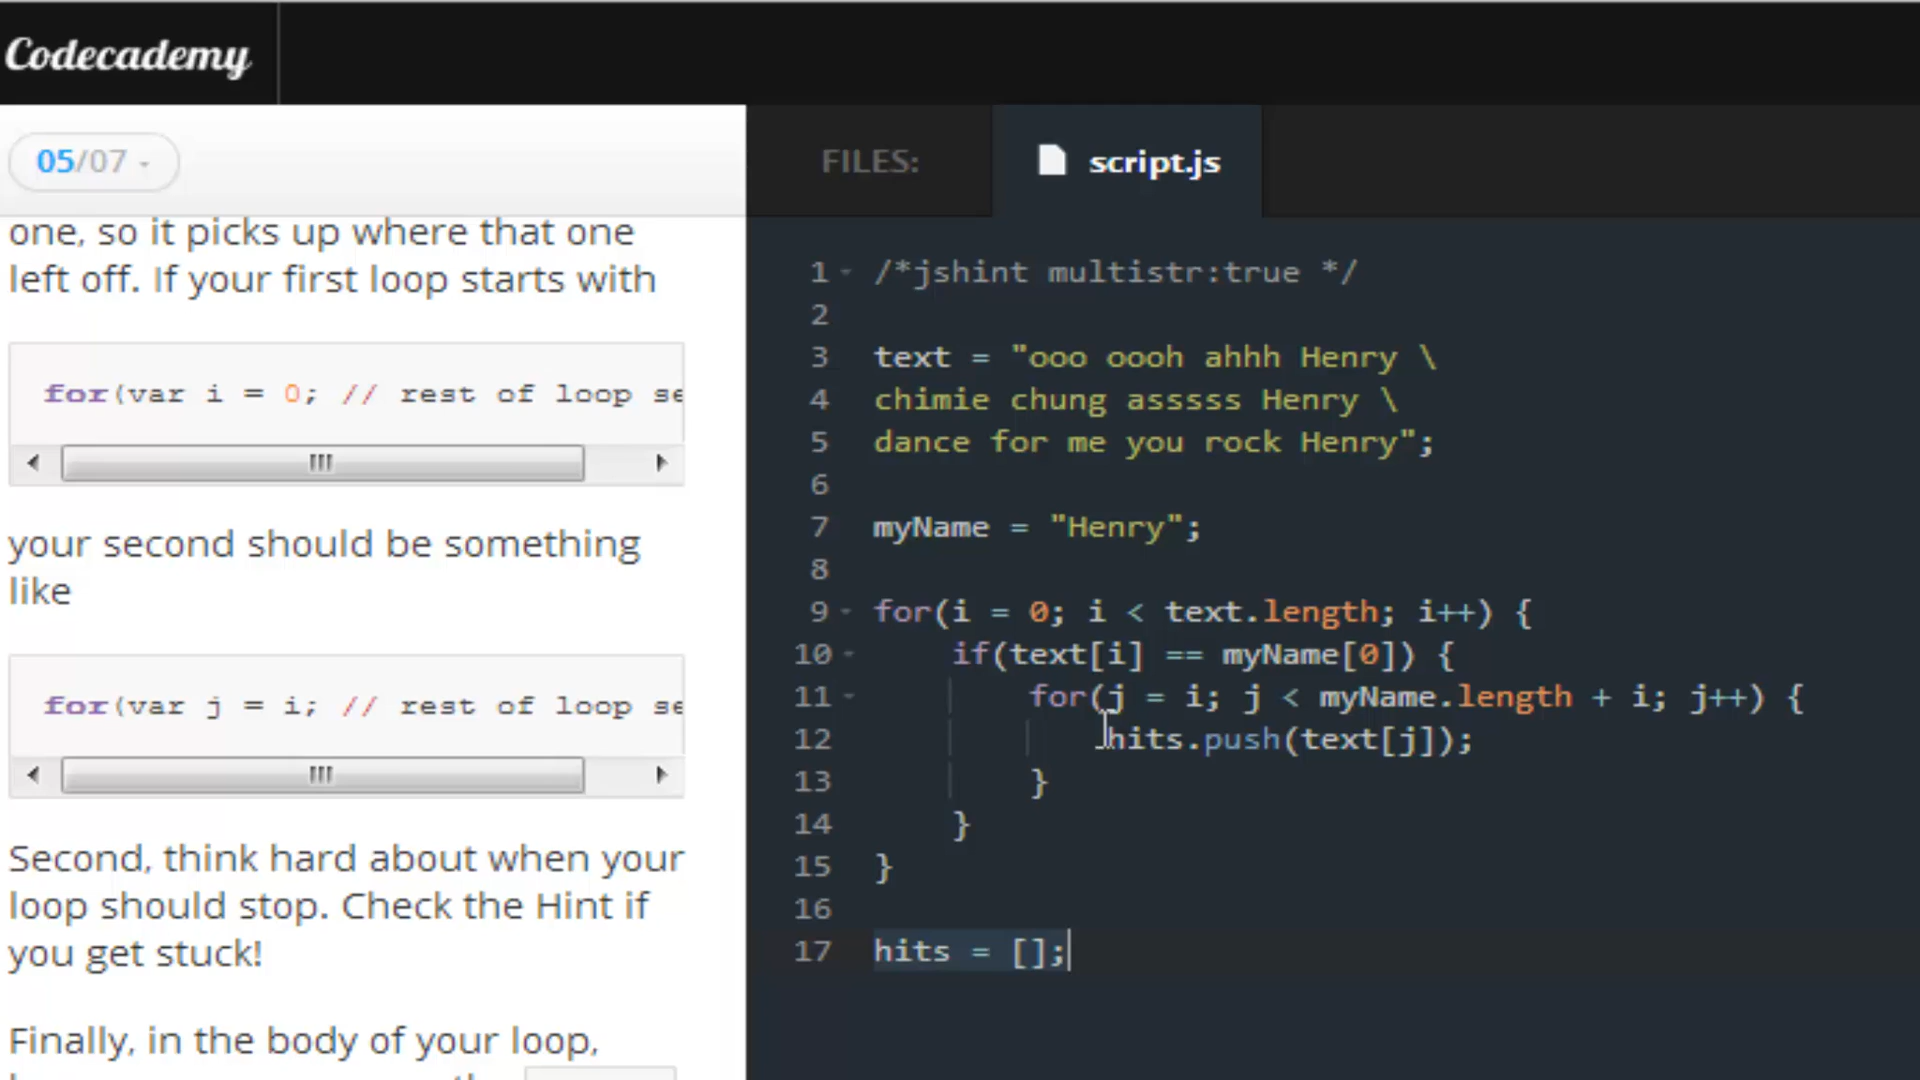 Codecademy
05/07
one, so it picks up where that one
left off. If your first loop starts with
for(var i = 0; // rest of loop se
your second should be something
like
for(var j = i; // rest of loop se
Second, think hard about when your
loop should stop. Check the Hint if
you get stuck!
Finally, in the body of your loop,
FILES:
script.js
1 /*jshint multistr:true */
2
3 text = "ooo oooh ahhh Henry \
4 chimie chung asssss Henry \
5 dance for me you rock Henry";
6
7 myName = "Henry";
8
9 for(i = 0; i < text.length; i++) {
10 if(text[i] == myName[0]) {
11 for(j = i; j < myName.length + i; j++) {
12 hits.push(text[j]);
13 }
14 }
15 }
16
17 hits = [];